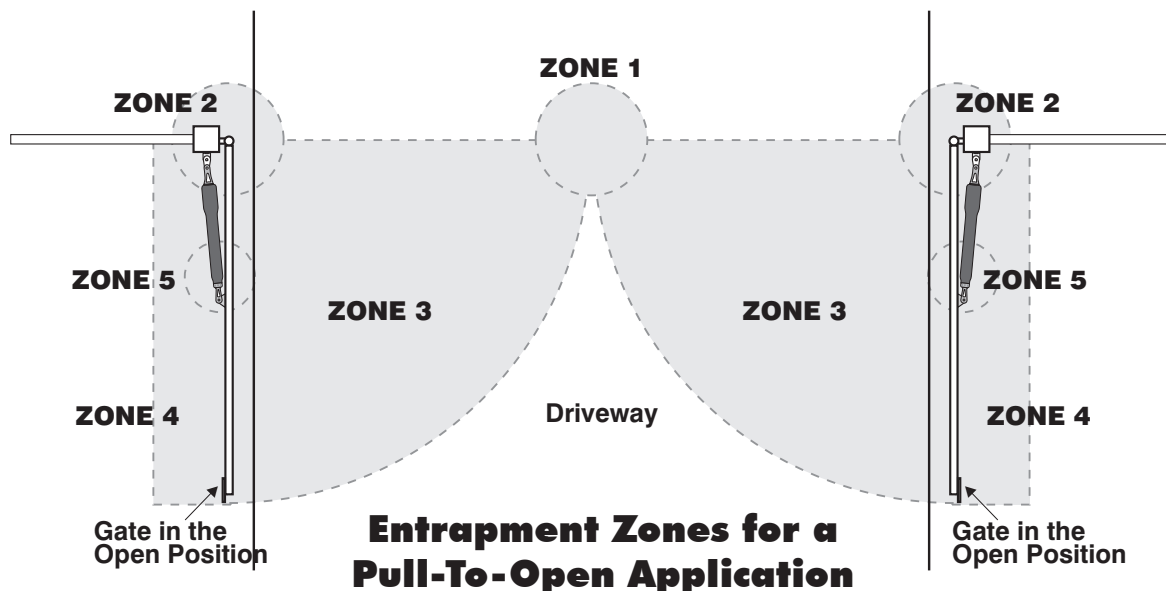 ZONE 1
ZONE 2
ZONE 2
ZONE 5
ZONE 5
ZONE 3
ZONE 3
ZONE 4
Driveway
ZONE 4
Gate in the
Open Position
Entrapment Zones for a
Pull-To-Open Application
Gate in the
Open Position